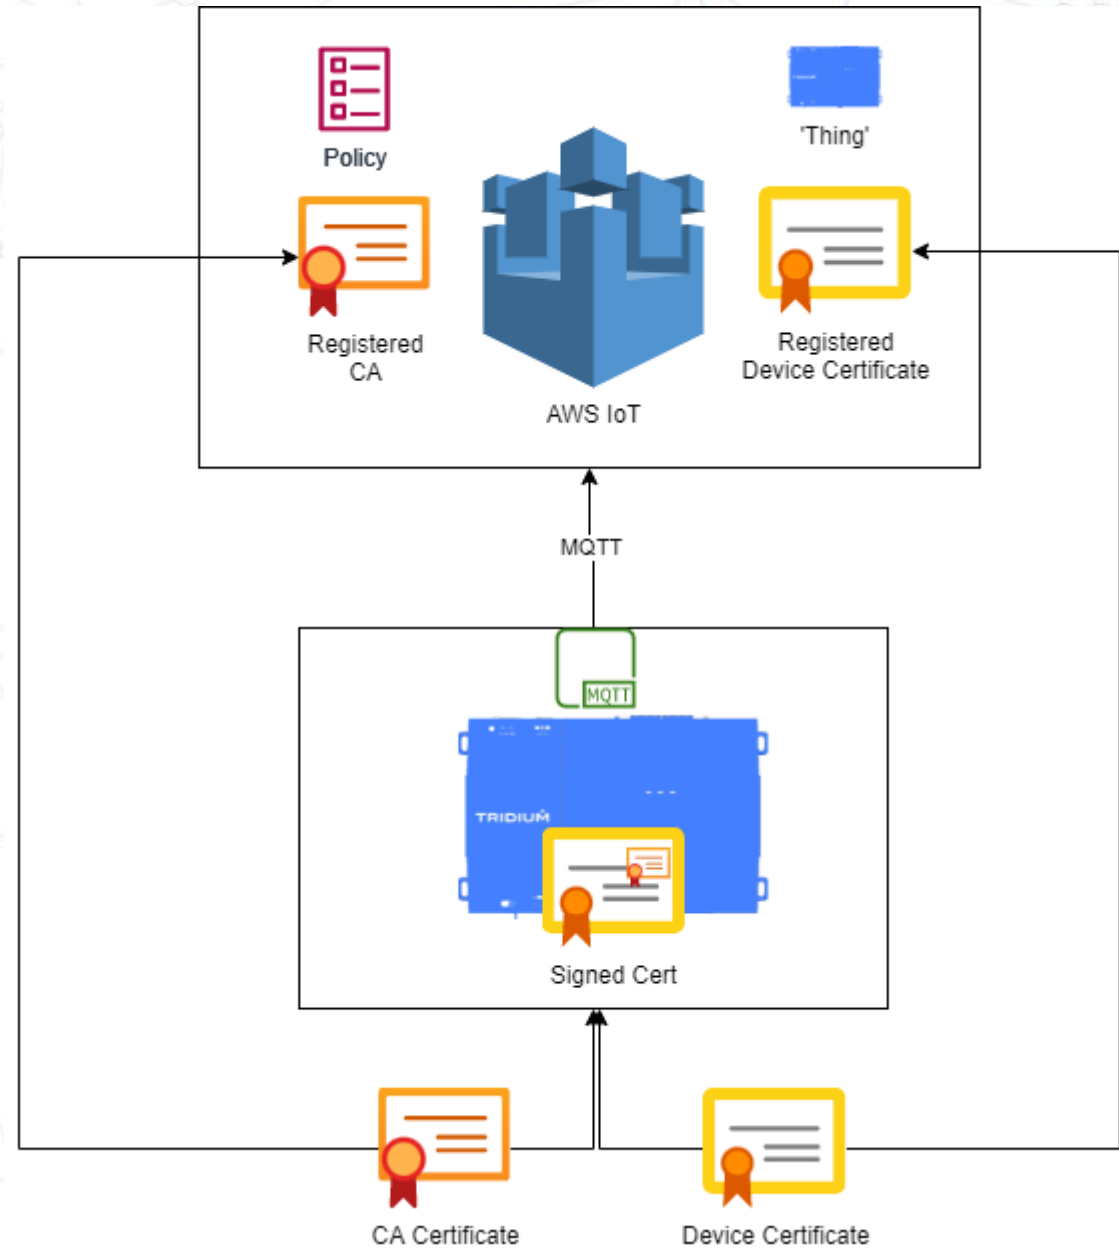 Policy
'Thing'
Registered
CA
AWS IoT
Registered
Device Certificate
MQTT
MQTT
TRIDIUM
Signed Cert
CA Certificate
Device Certificate